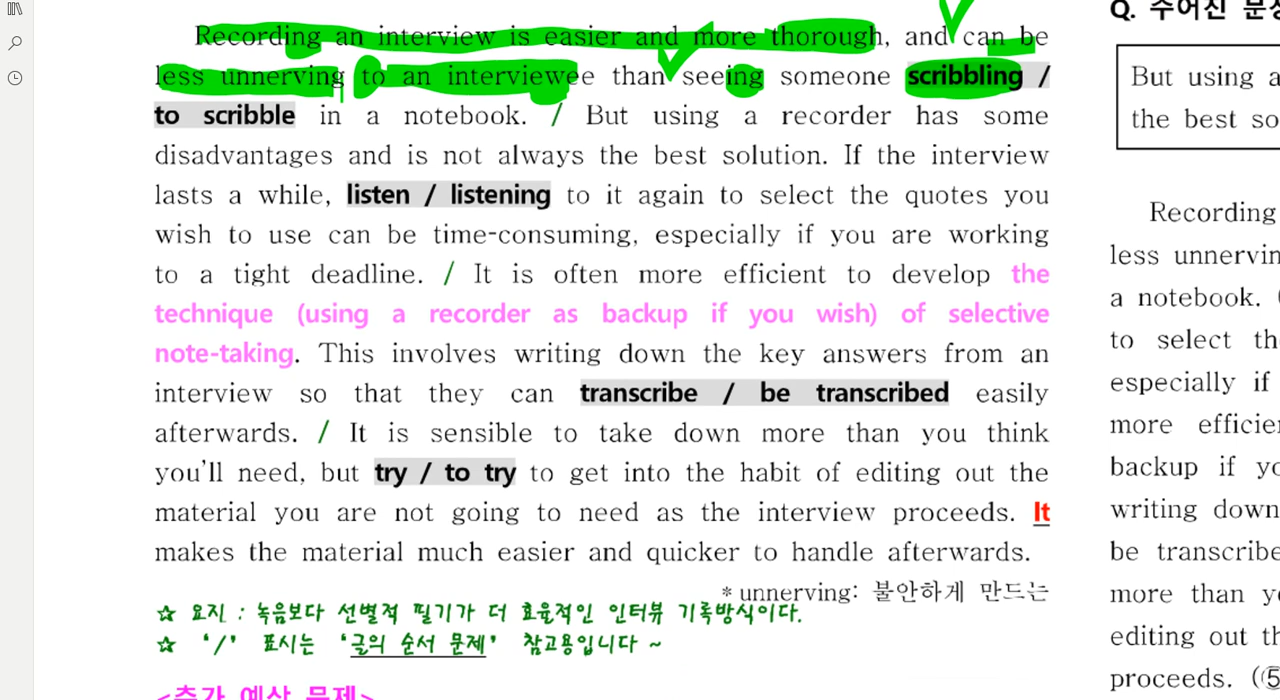 Q. 주어진 문장
Recording an interview is easier and more thorough, and can be
less unnerving to an interviewee than seeing someone scribbling /
to scribble in a notebook. / But using a recorder has some
disadvantages and is not always the best solution. If the interview
lasts a while, listen / listening to it again to select the quotes you
wish to use can be time-consuming, especially if you are working
to a tight deadline. / It is often more efficient to develop the
technique (using a recorder as backup if you wish) of selective
note-taking. This involves writing down the key answers from an
interview so that they can transcribe / be transcribed easily
afterwards. / It is sensible to take down more than you think
you'll need, but try / to try to get into the habit of editing out the
material you are not going to need as the interview proceeds. It
makes the material much easier and quicker to handle afterwards.
* unnerving: 불안하게 만드는
☆ 요지 : 녹음보다 선별적 필기가 더 효율적인 인터뷰 기록방식이다.
☆ '/' 표시는 '글의 순서 문제' 참고용입니다 ~
<추가 예상 문제>
But using a
the best so
Recording
less unnervin
a notebook. (
to select th
especially if
more efficien
backup if yo
writing down
be transcribe
more than yo
editing out th
proceeds. (⑤